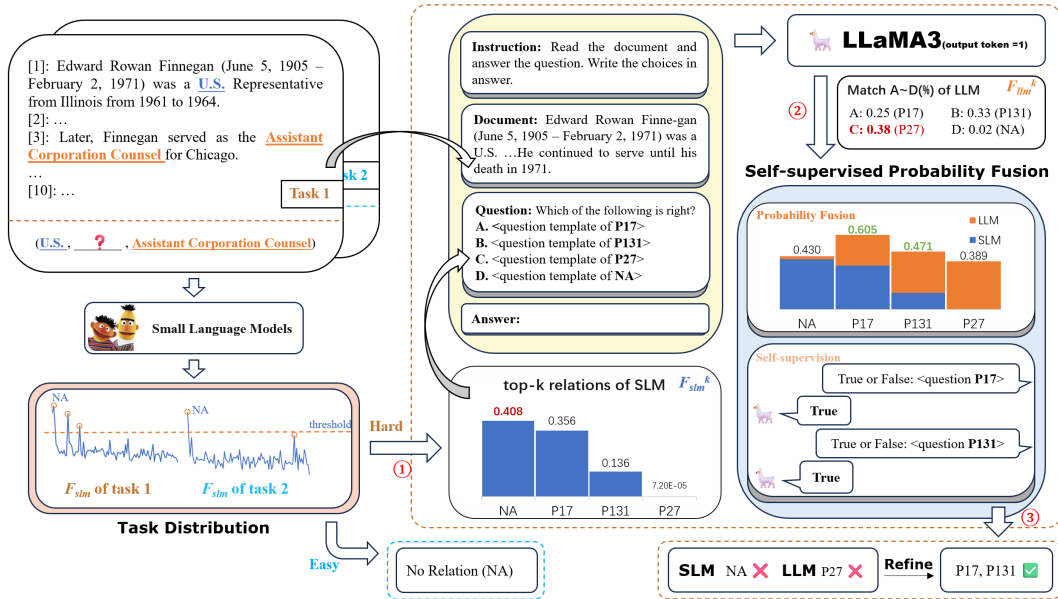 [1]: Edward Rowan Finnegan (June 5, 1905 –
February 2, 1971) was a U.S. Representative
from Illinois from 1961 to 1964.
[2]: …
[3]: Later, Finnegan served as the Assistant
Corporation Counsel for Chicago.
…
[10]: …
Task 1
sk 2
(U.S. , ❓ , Assistant Corporation Counsel)
Small Language Models
NA
NA
threshold
Fslm of task 1
Fslm of task 2
Task Distribution
Hard
①
Easy
No Relation (NA)
Instruction: Read the document and
answer the question. Write the choices in
answer.
Document: Edward Rowan Finne-gan
(June 5, 1905 – February 2, 1971) was a
U.S. …He continued to serve until his
death in 1971.
Question: Which of the following is right?
A. <question template of P17>
B. <question template of P131>
C. <question template of P27>
D. <question template of NA>
Answer:
top-k relations of SLM
Fslm^k
0.408
0.356
0.136
7.20E-05
NA P17 P131 P27
LLaMA3(output token =1)
②
Match A~D(%) of LLM
Fllm^k
A: 0.25 (P17) B: 0.33 (P131)
C: 0.38 (P27) D: 0.02 (NA)
Self-supervised Probability Fusion
Probability Fusion
LLM
SLM
0.430
0.605
0.471
0.389
NA P17 P131 P27
Self-supervision
True or False: <question P17>
True
True or False: <question P131>
True
③
SLM NA ❌ LLM P27 ❌
Refine
P17, P131 ✅